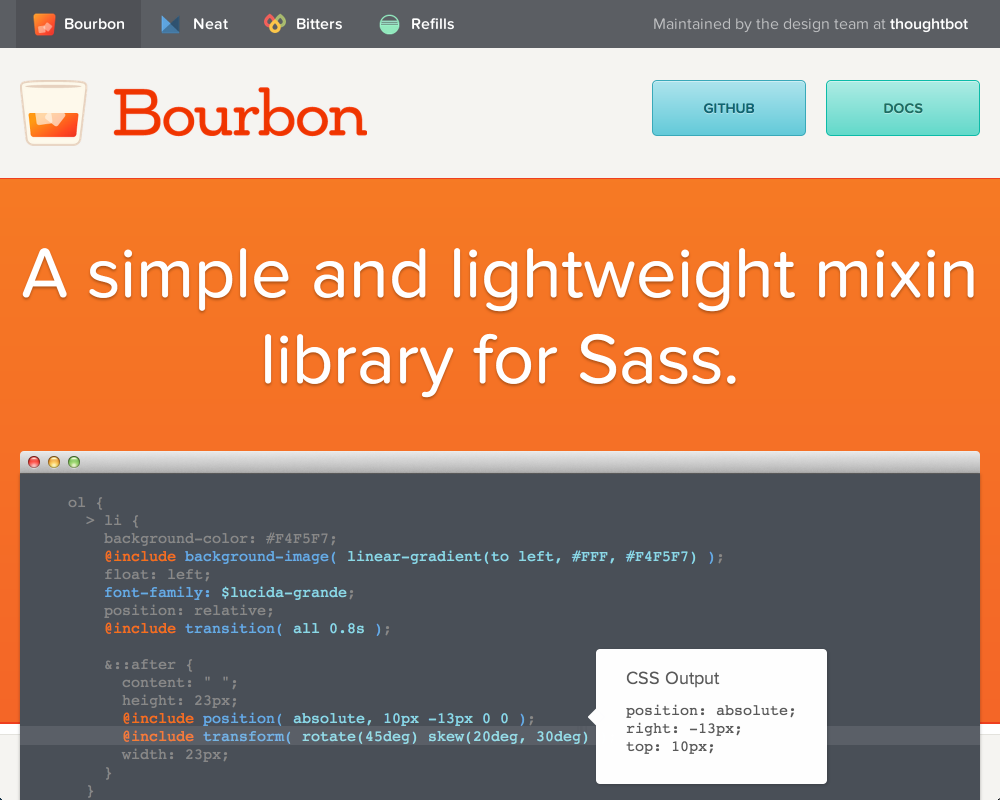 Bourbon Neat Bitters Refills Maintained by the design team at thoughtbot
Bourbon
GITHUB DOCS
A simple and lightweight mixin
library for Sass.
ol {
> li {
background-color: #F4F5F7;
@include background-image( linear-gradient(to left, #FFF, #F4F5F7) );
float: left;
font-family: $lucida-grande;
position: relative;
@include transition( all 0.8s );
&::after {
content: " ";
height: 23px;
@include position( absolute, 10px -13px 0 0 );
@include transform( rotate(45deg) skew(20deg, 30deg)
width: 23px;
}
}
CSS Output
position: absolute;
right: -13px;
top: 10px;